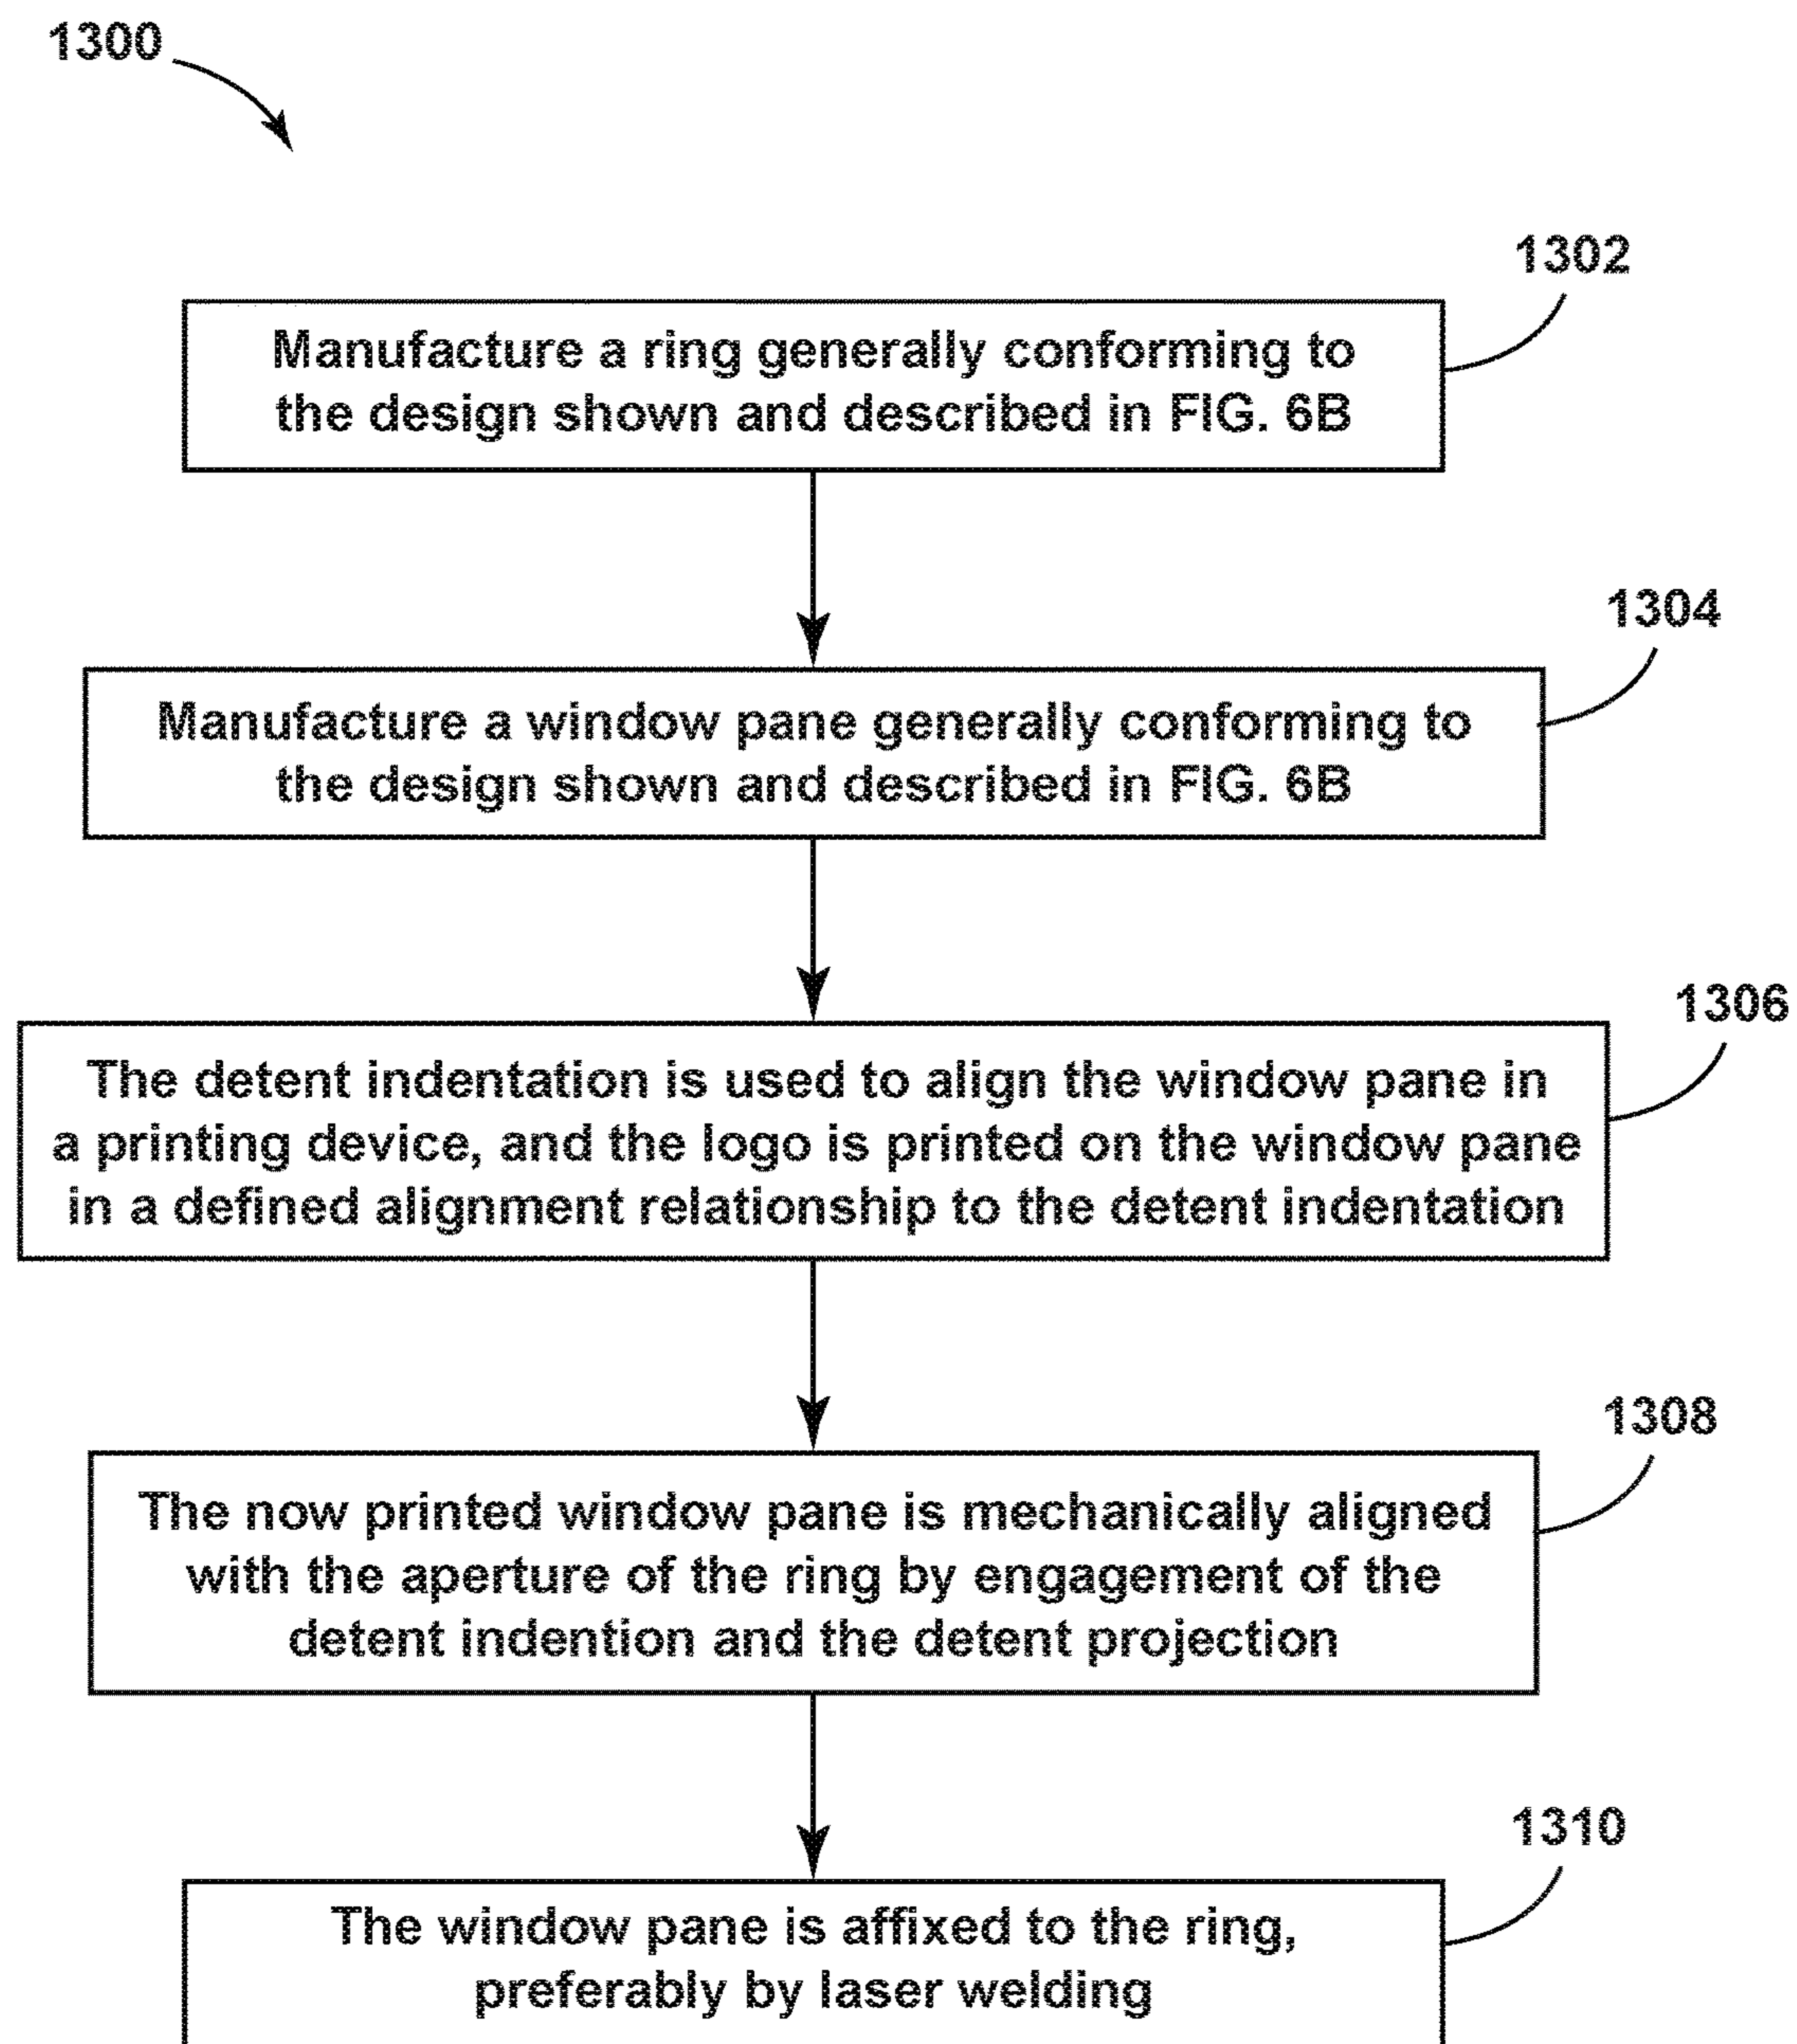 1300
1302
Manufacture a ring generally conforming to
the design shown and described in FIG. 6B
1304
Manufacture a window pane generally conforming to
the design shown and described in FIG. 6B
1306
The detent indentation is used to align the window pane in
a printing device, and the logo is printed on the window pane
in a defined alignment relationship to the detent indentation
1308
The now printed window pane is mechanically aligned
with the aperture of the ring by engagement of the
detent indention and the detent projection
1310
The window pane is affixed to the ring,
preferably by laser welding